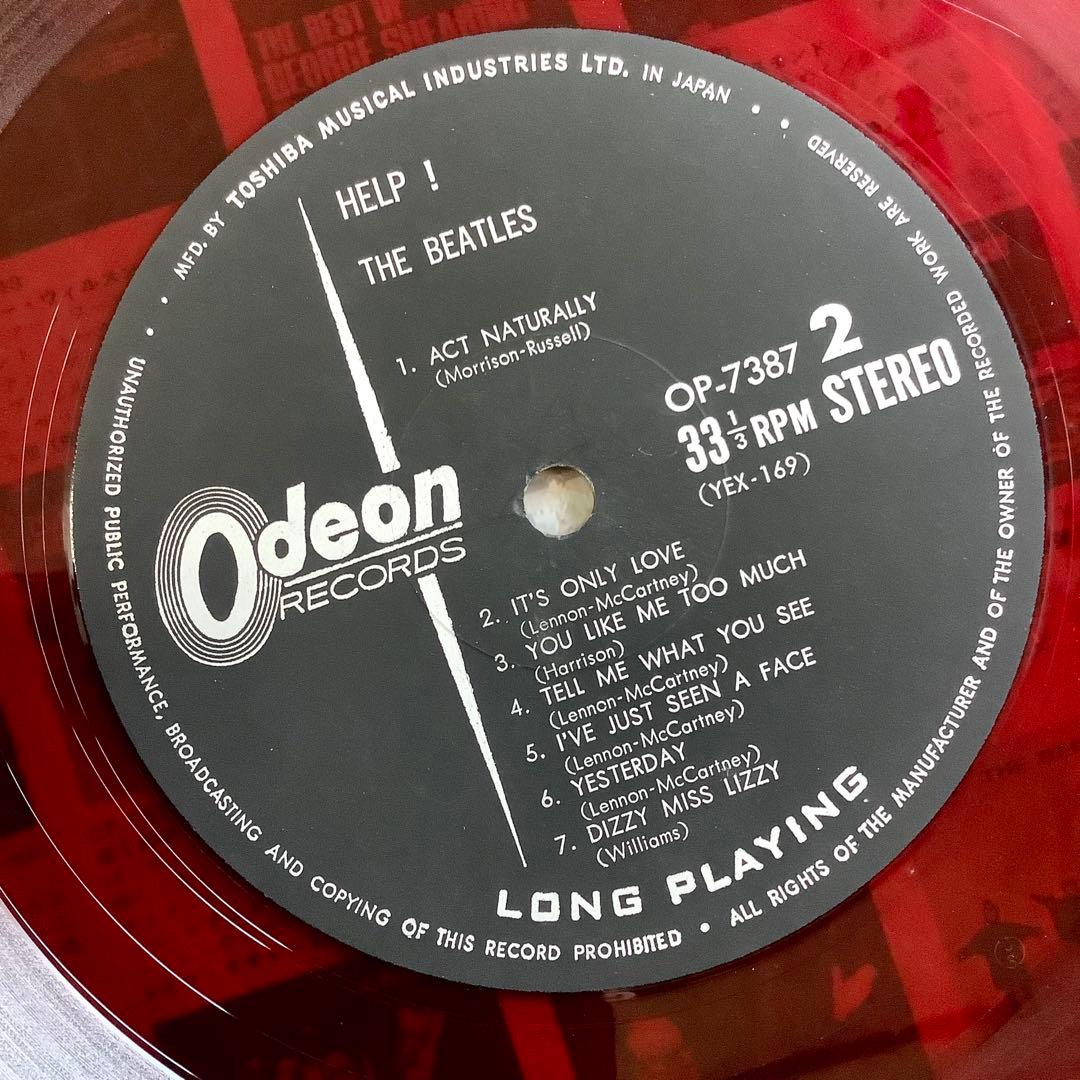 THE BEST OF
GEORGE SHEARING
MFD. BY TOSHIBA MUSICAL INDUSTRIES LTD. IN JAPAN
HELP !
THE BEATLES
1. ACT NATURALLY
(Morrison-Russell)
OP-7387 2
33 1/3 RPM STEREO
(YEX-169)
Odeon
RECORDS
2. IT'S ONLY LOVE
(Lennon-McCartney)
3. YOU LIKE ME TOO MUCH
(Harrison)
4. TELL ME WHAT YOU SEE
(Lennon-McCartney)
5. I'VE JUST SEEN A FACE
(Lennon-McCartney)
6. YESTERDAY
(Lennon-McCartney)
7. DIZZY MISS LIZZY
(Williams)
LONG PLAYING
• UNAUTHORIZED PUBLIC PERFORMANCE, BROADCASTING AND COPYING OF THIS RECORD PROHIBITED • ALL RIGHTS OF THE MANUFACTURER AND OF THE OWNER OF THE RECORDED WORK ARE RESERVED •